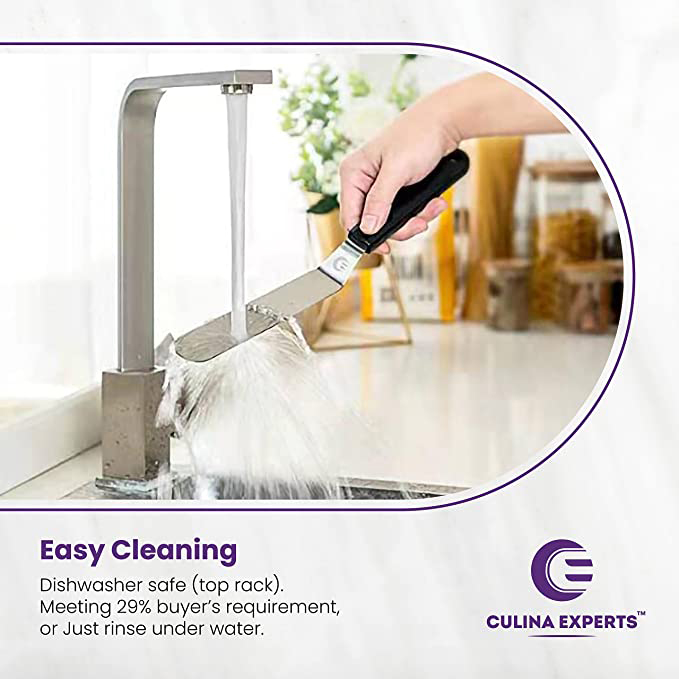 Easy Cleaning
Dishwasher safe (top rack).
Meeting 29% buyer's requirement,
or Just rinse under water.
CULINA EXPERTS™